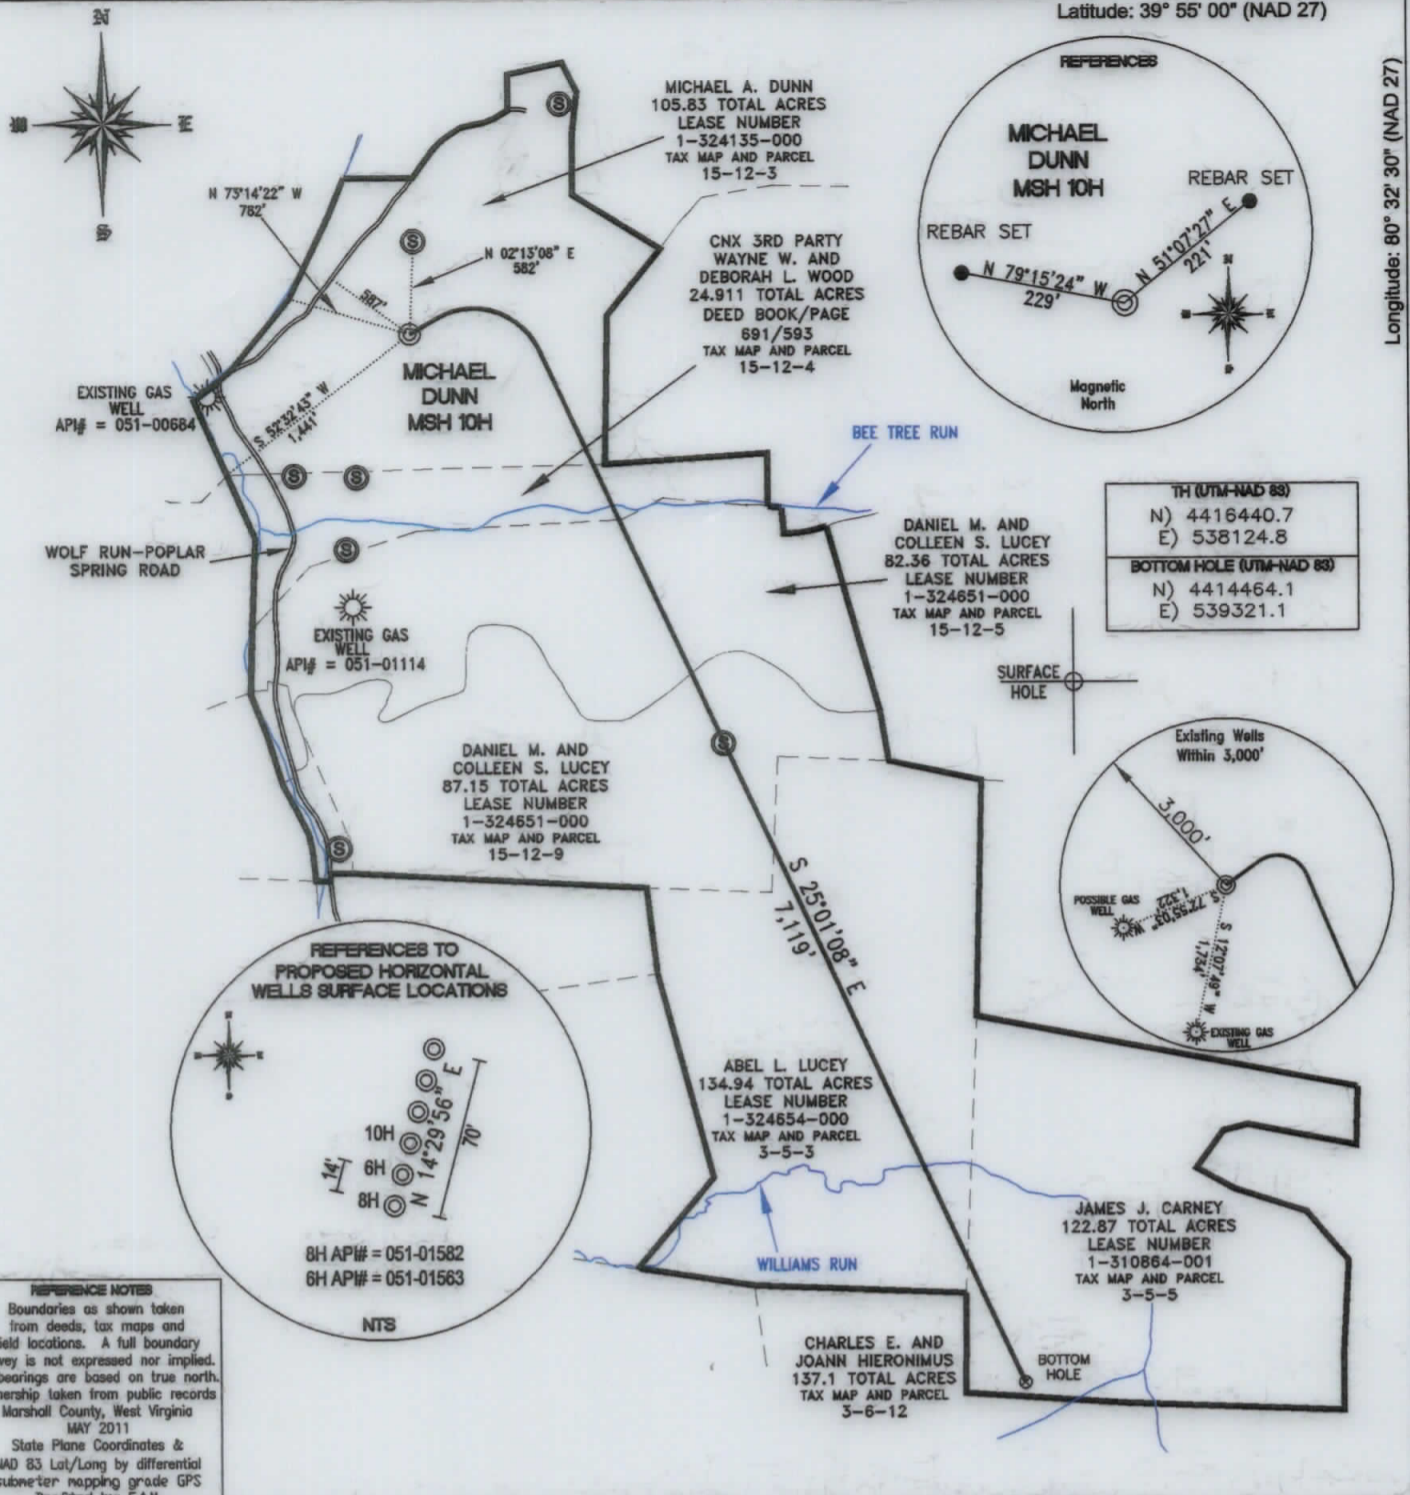 Latitude: 39° 55' 00" (NAD 27)
Longitude: 80° 32' 30" (NAD 27)
N
W
E
S
MICHAEL A. DUNN
105.83 TOTAL ACRES
LEASE NUMBER
1-324135-000
TAX MAP AND PARCEL
15-12-3
REFERENCES
MICHAEL
DUNN
MSH 10H
REBAR SET
REBAR SET
N 79°15'24" W
229'
N 51°07'27" E
221'
Magnetic
North
N 73°14'22" W
782'
N 02°13'08" E
582'
587'
S
S
CNX 3RD PARTY
WAYNE W. AND
DEBORAH L. WOOD
24.911 TOTAL ACRES
DEED BOOK/PAGE
691/593
TAX MAP AND PARCEL
15-12-4
MICHAEL
DUNN
MSH 10H
EXISTING GAS
WELL
API# = 051-00684
S 52°32'43" W
1,441'
S
S
S
BEE TREE RUN
WOLF RUN-POPLAR
SPRING ROAD
EXISTING GAS
WELL
API# = 051-01114
DANIEL M. AND
COLLEEN S. LUCEY
82.36 TOTAL ACRES
LEASE NUMBER
1-324651-000
TAX MAP AND PARCEL
15-12-5
TH (UTM-NAD 83)
N) 4416440.7
E) 538124.8
BOTTOM HOLE (UTM-NAD 83)
N) 4414464.1
E) 539321.1
SURFACE
HOLE
S
DANIEL M. AND
COLLEEN S. LUCEY
87.15 TOTAL ACRES
LEASE NUMBER
1-324651-000
TAX MAP AND PARCEL
15-12-9
S
Existing Wells
Within 3,000'
3,000'
POSSIBLE GAS
WELL
S 72°55'03" W
1,322'
S 12°07'49" W
1,734'
EXISTING GAS
WELL
S 25°01'08" E
7,119'
REFERENCES TO
PROPOSED HORIZONTAL
WELLS SURFACE LOCATIONS
10H
6H
8H
14'
N 14°29'56" E
70'
8H API# = 051-01582
6H API# = 051-01563
NTS
ABEL L. LUCEY
134.94 TOTAL ACRES
LEASE NUMBER
1-324654-000
TAX MAP AND PARCEL
3-5-3
WILLIAMS RUN
JAMES J. CARNEY
122.87 TOTAL ACRES
LEASE NUMBER
1-310864-001
TAX MAP AND PARCEL
3-5-5
CHARLES E. AND
JOANN HIERONIMUS
137.1 TOTAL ACRES
TAX MAP AND PARCEL
3-6-12
BOTTOM
HOLE
REFERENCE NOTES
Boundaries as shown taken
from deeds, tax maps and
ield locations. A full boundary
vey is not expressed nor implied.
bearings are based on true north.
nership taken from public records
Marshall County, West Virginia
MAY 2011
State Plane Coordinates &
NAD 83 Lat/Long by differential
submeter mapping grade GPS